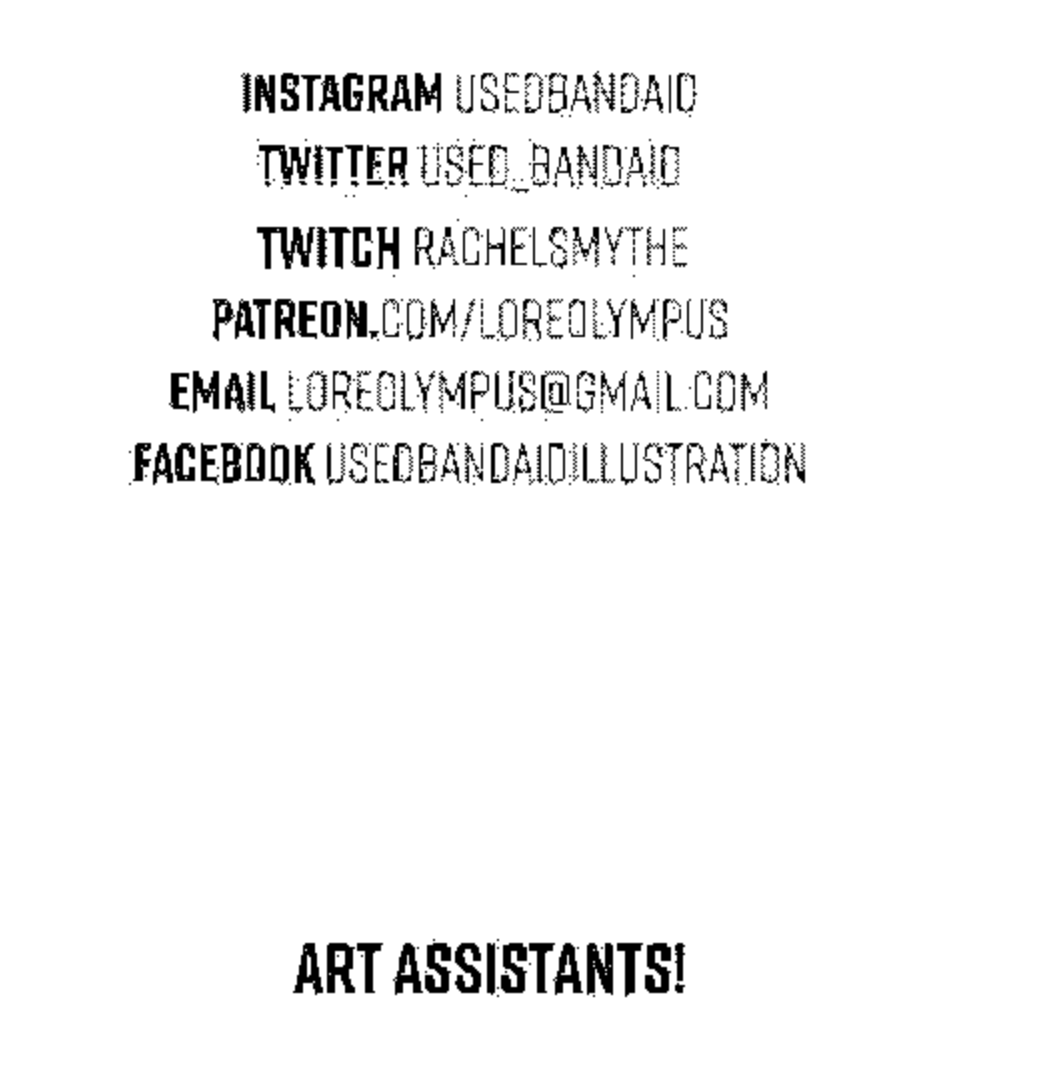 INSTAGRAM USEDBANDAID
TWITTER USED_BANDAID
TWITCH RACHELSMYTHE
PATREON.COM/LOREOLYMPUS
EMAIL LOREOLYMPUS@GMAIL.COM
FACEBOOK USEDBANDAIDILLUSTRATION
ART ASSISTANTS!